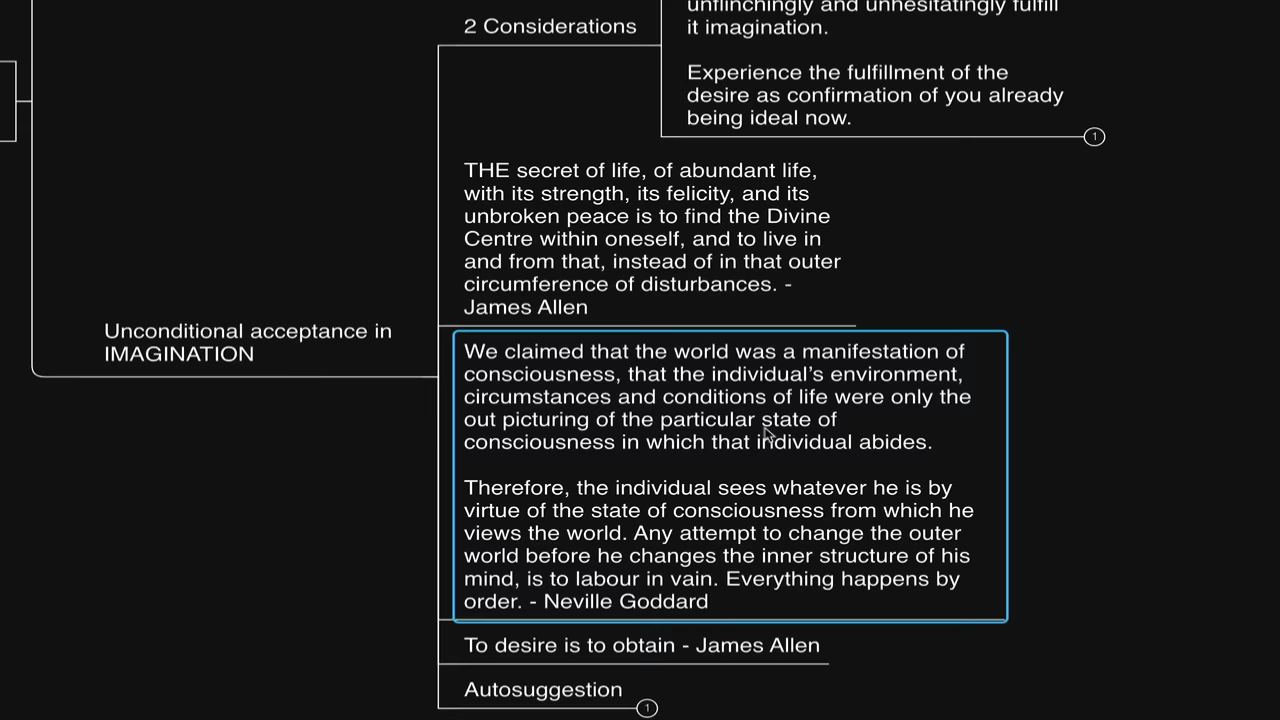 2 Considerations
unflinchingly and unhesitatingly fulfill
it imagination.
Experience the fulfillment of the
desire as confirmation of you already
being ideal now.
1
THE secret of life, of abundant life,
with its strength, its felicity, and its
unbroken peace is to find the Divine
Centre within oneself, and to live in
and from that, instead of in that outer
circumference of disturbances. -
James Allen
Unconditional acceptance in
IMAGINATION
We claimed that the world was a manifestation of
consciousness, that the individual’s environment,
circumstances and conditions of life were only the
out picturing of the particular state of
consciousness in which that individual abides.
Therefore, the individual sees whatever he is by
virtue of the state of consciousness from which he
views the world. Any attempt to change the outer
world before he changes the inner structure of his
mind, is to labour in vain. Everything happens by
order. - Neville Goddard
To desire is to obtain - James Allen
Autosuggestion
1